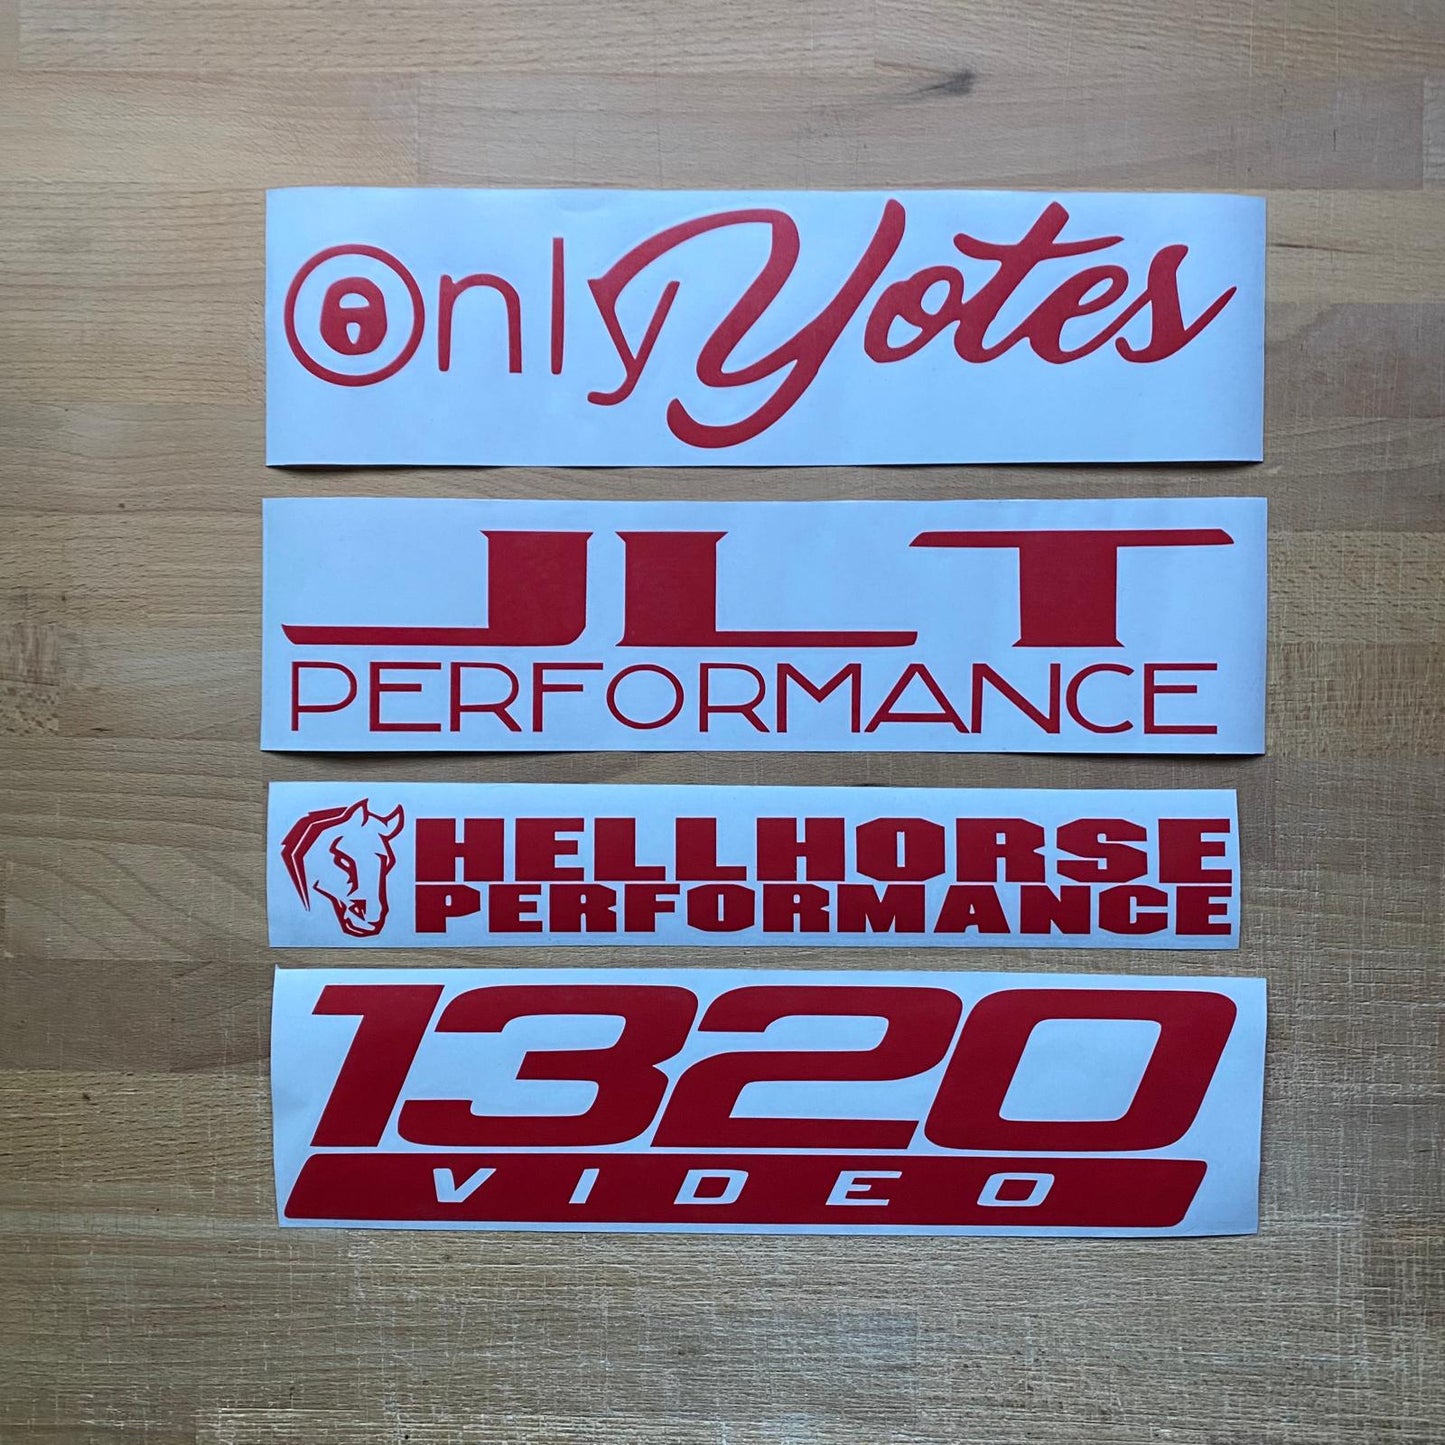 OnlyYotes
JLT
PERFORMANCE
HELLHORSE
PERFORMANCE
1320
VIDEO